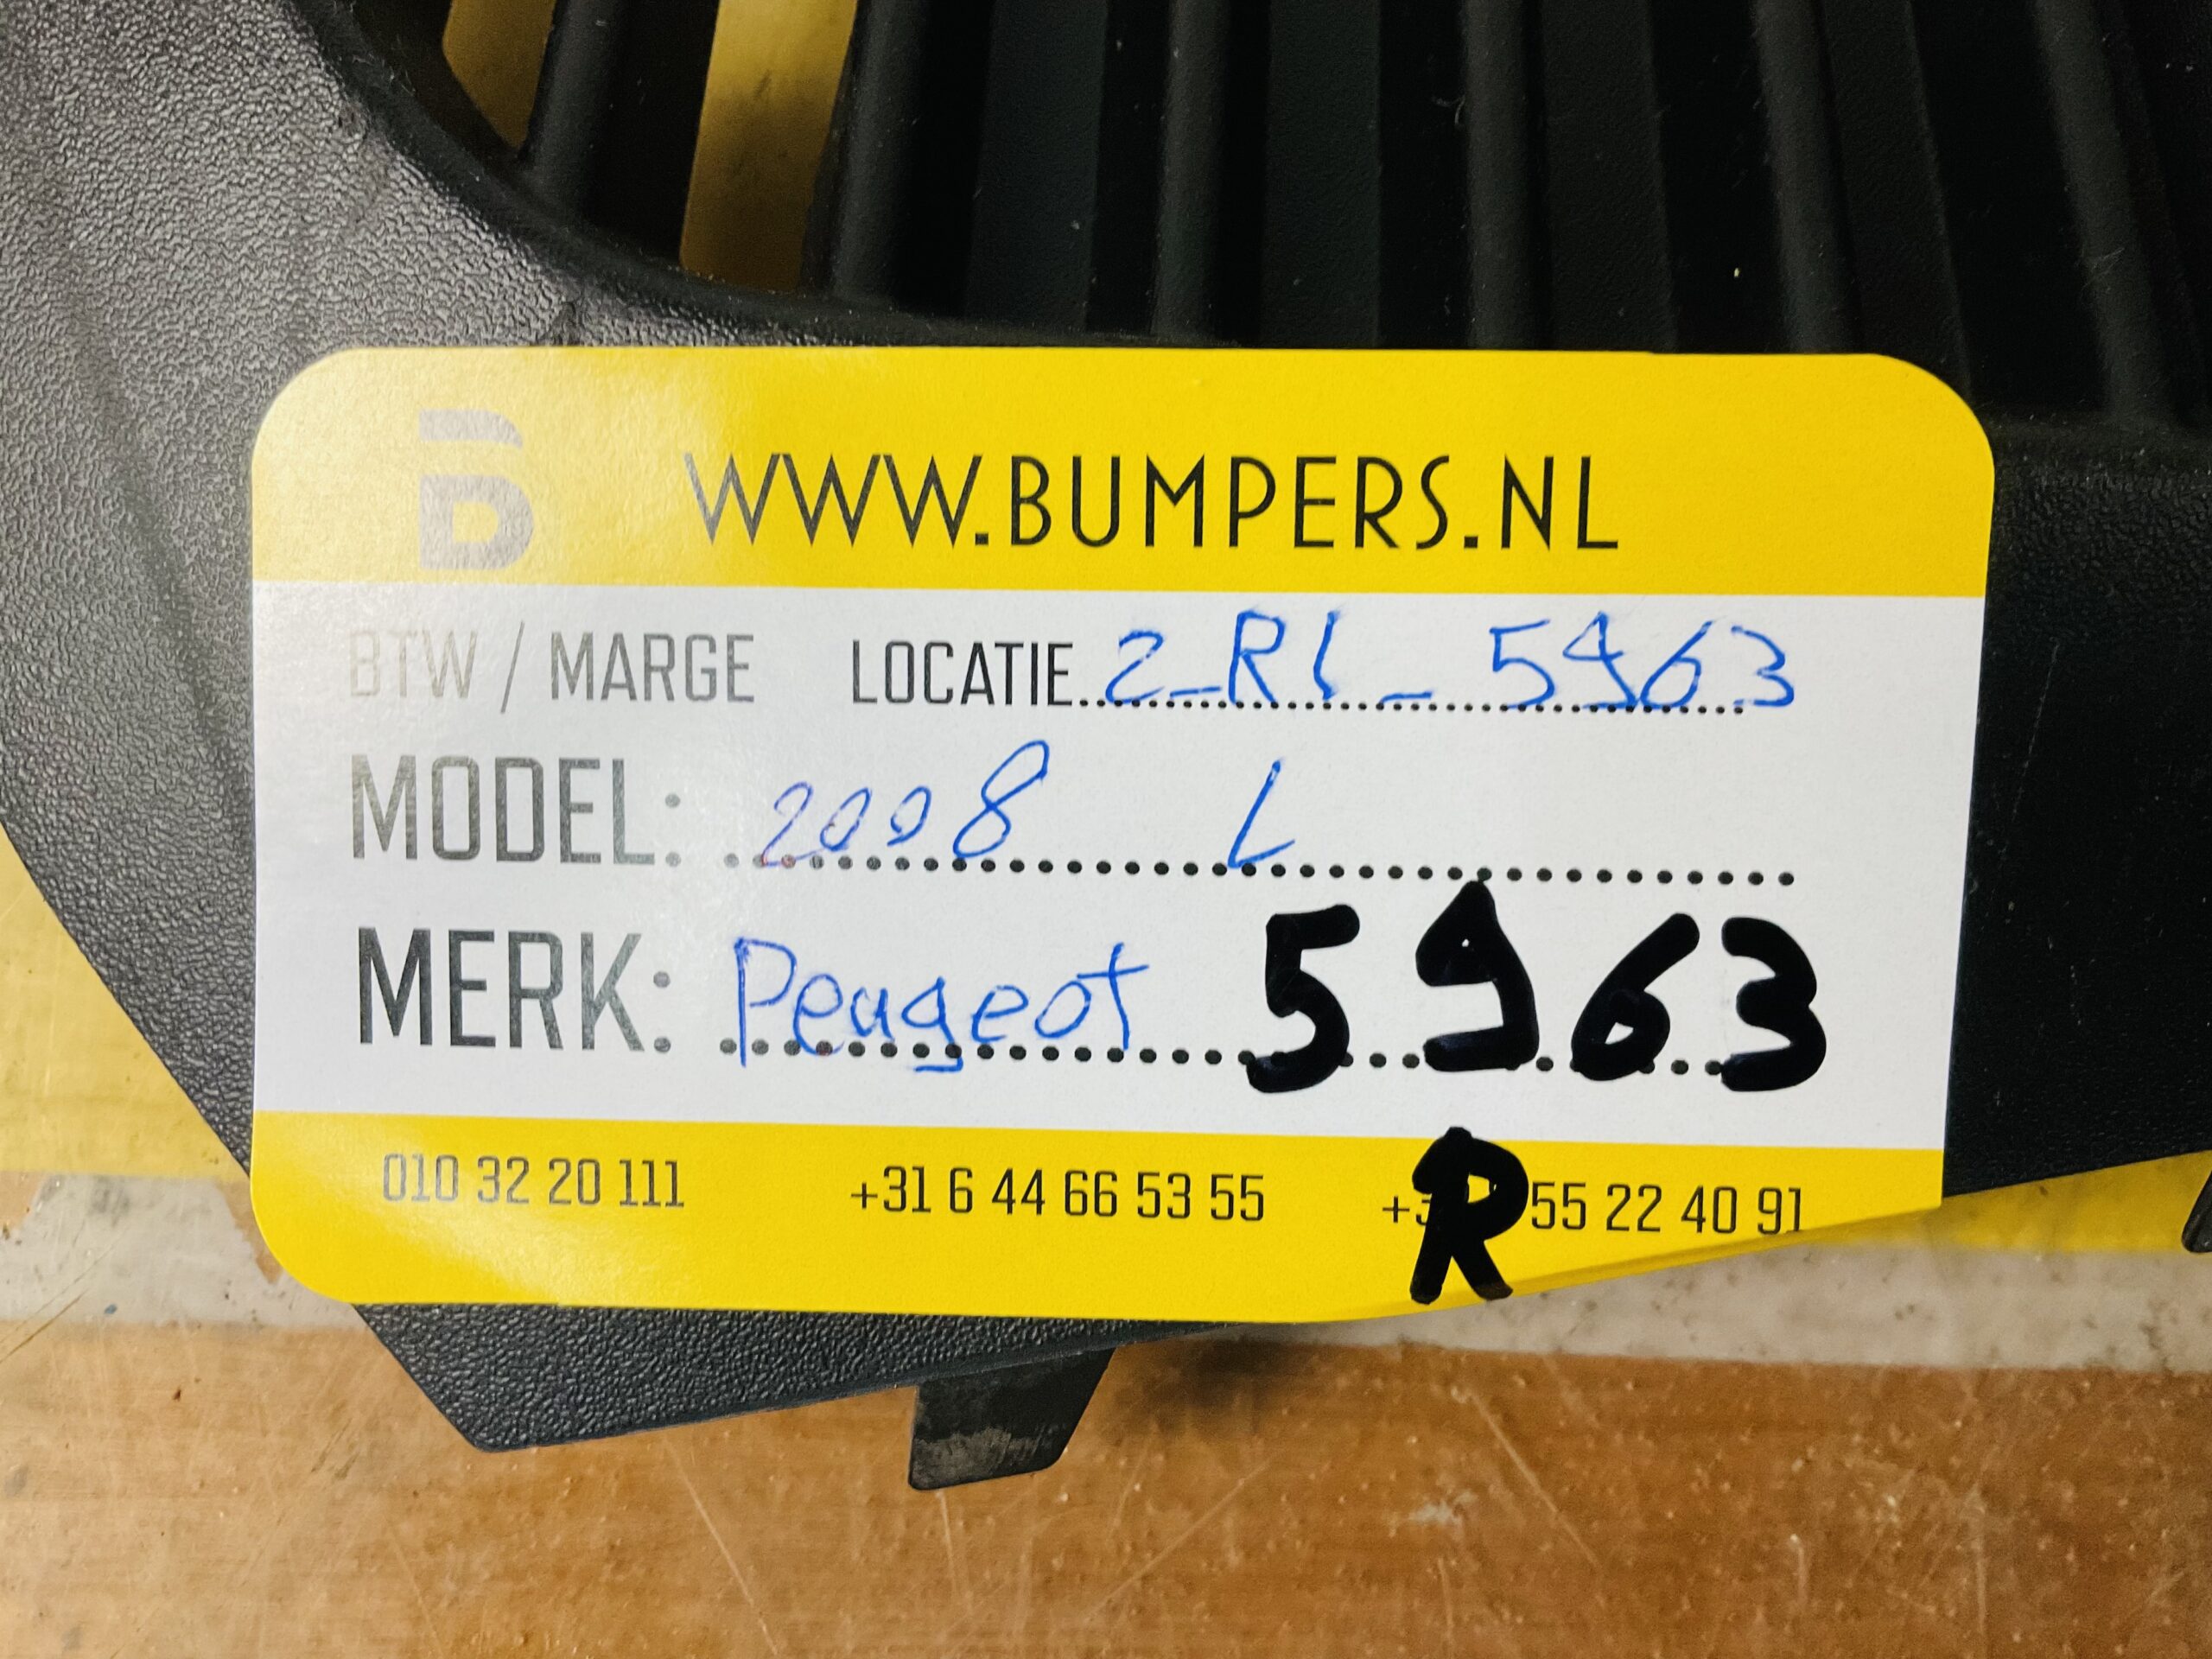 B WWW.BUMPERS.NL
BTW / MARGE LOCATIE 2_RL_5963
MODEL: 2008 L
MERK: Peugeot 5963
010 32 20 111 +31 6 44 66 53 55 R 55 22 40 91